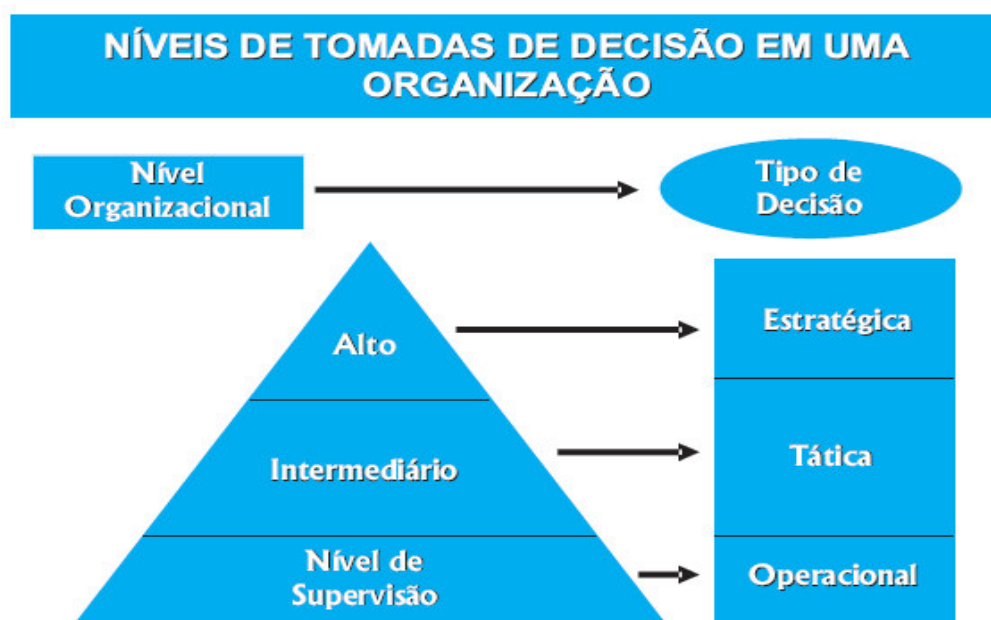 NÍVEIS DE TOMADAS DE DECISÃO EM UMA
ORGANIZAÇÃO
Nível
Organizacional
Tipo de
Decisão
Alto
Estratégica
Intermediário
Tática
Nível de
Supervisão
Operacional